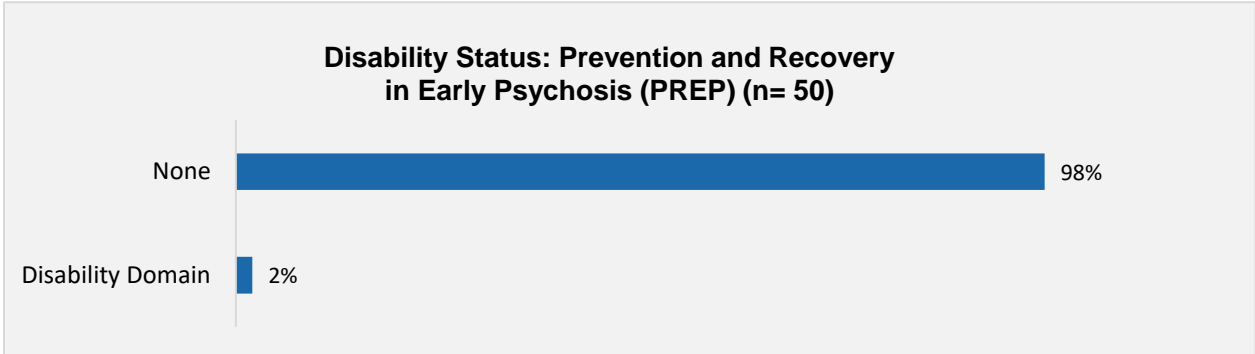 Disability Status: Prevention and Recovery
in Early Psychosis (PREP) (n= 50)
None
98%
Disability Domain
2%